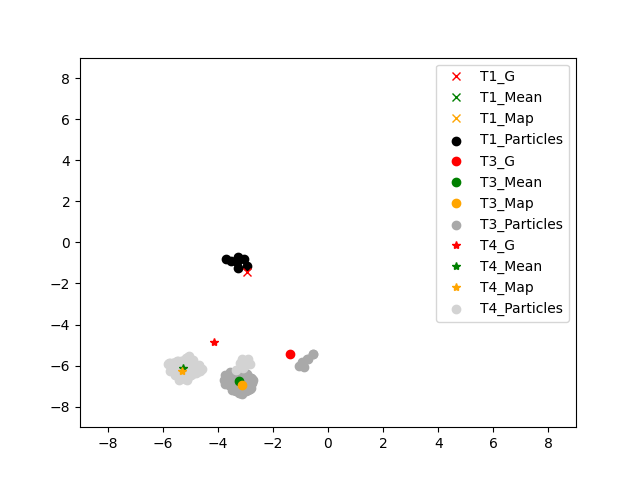 8
6
4
2
0
−2
−4
−6
−8
−8 −6 −4 −2 0 2 4 6 8
T1_G
T1_Mean
T1_Map
T1_Particles
T3_G
T3_Mean
T3_Map
T3_Particles
T4_G
T4_Mean
T4_Map
T4_Particles